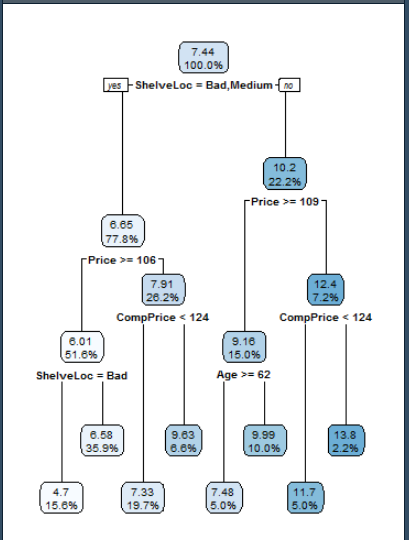 7.44
100.0%
yes ShelveLoc = Bad,Medium no
10.2
22.2%
Price >= 109
6.65
77.8%
Price >= 106
7.91
26.2%
12.4
7.2%
CompPrice < 124 CompPrice < 124
6.01
51.6%
9.16
15.0%
ShelveLoc = Bad Age >= 62
6.58 9.63 9.99 13.8
35.9% 6.6% 10.0% 2.2%
4.7 7.33 7.48 11.7
15.6% 19.7% 5.0% 5.0%